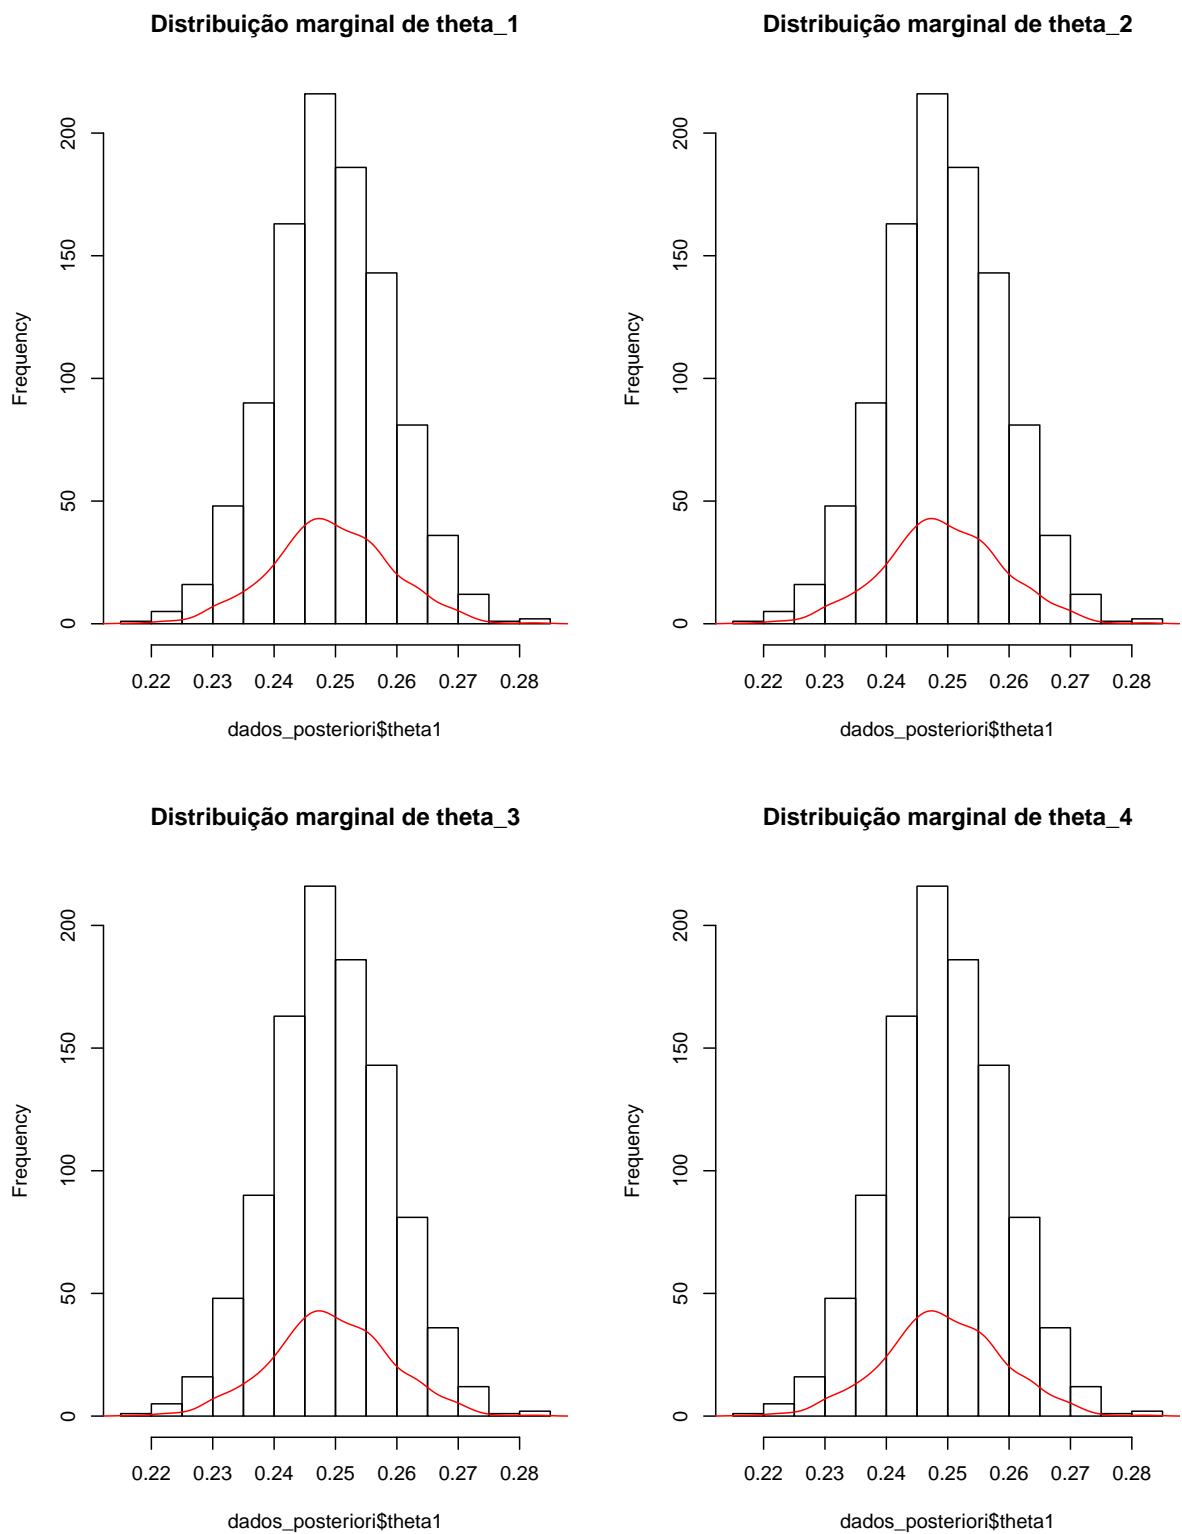 Distribuição marginal de theta_1
Frequency
200
150
100
50
0
0.22 0.23 0.24 0.25 0.26 0.27 0.28
dados_posteriori$theta1
Distribuição marginal de theta_2
Frequency
200
150
100
50
0
0.22 0.23 0.24 0.25 0.26 0.27 0.28
dados_posteriori$theta1
Distribuição marginal de theta_3
Frequency
200
150
100
50
0
0.22 0.23 0.24 0.25 0.26 0.27 0.28
dados_posteriori$theta1
Distribuição marginal de theta_4
Frequency
200
150
100
50
0
0.22 0.23 0.24 0.25 0.26 0.27 0.28
dados_posteriori$theta1